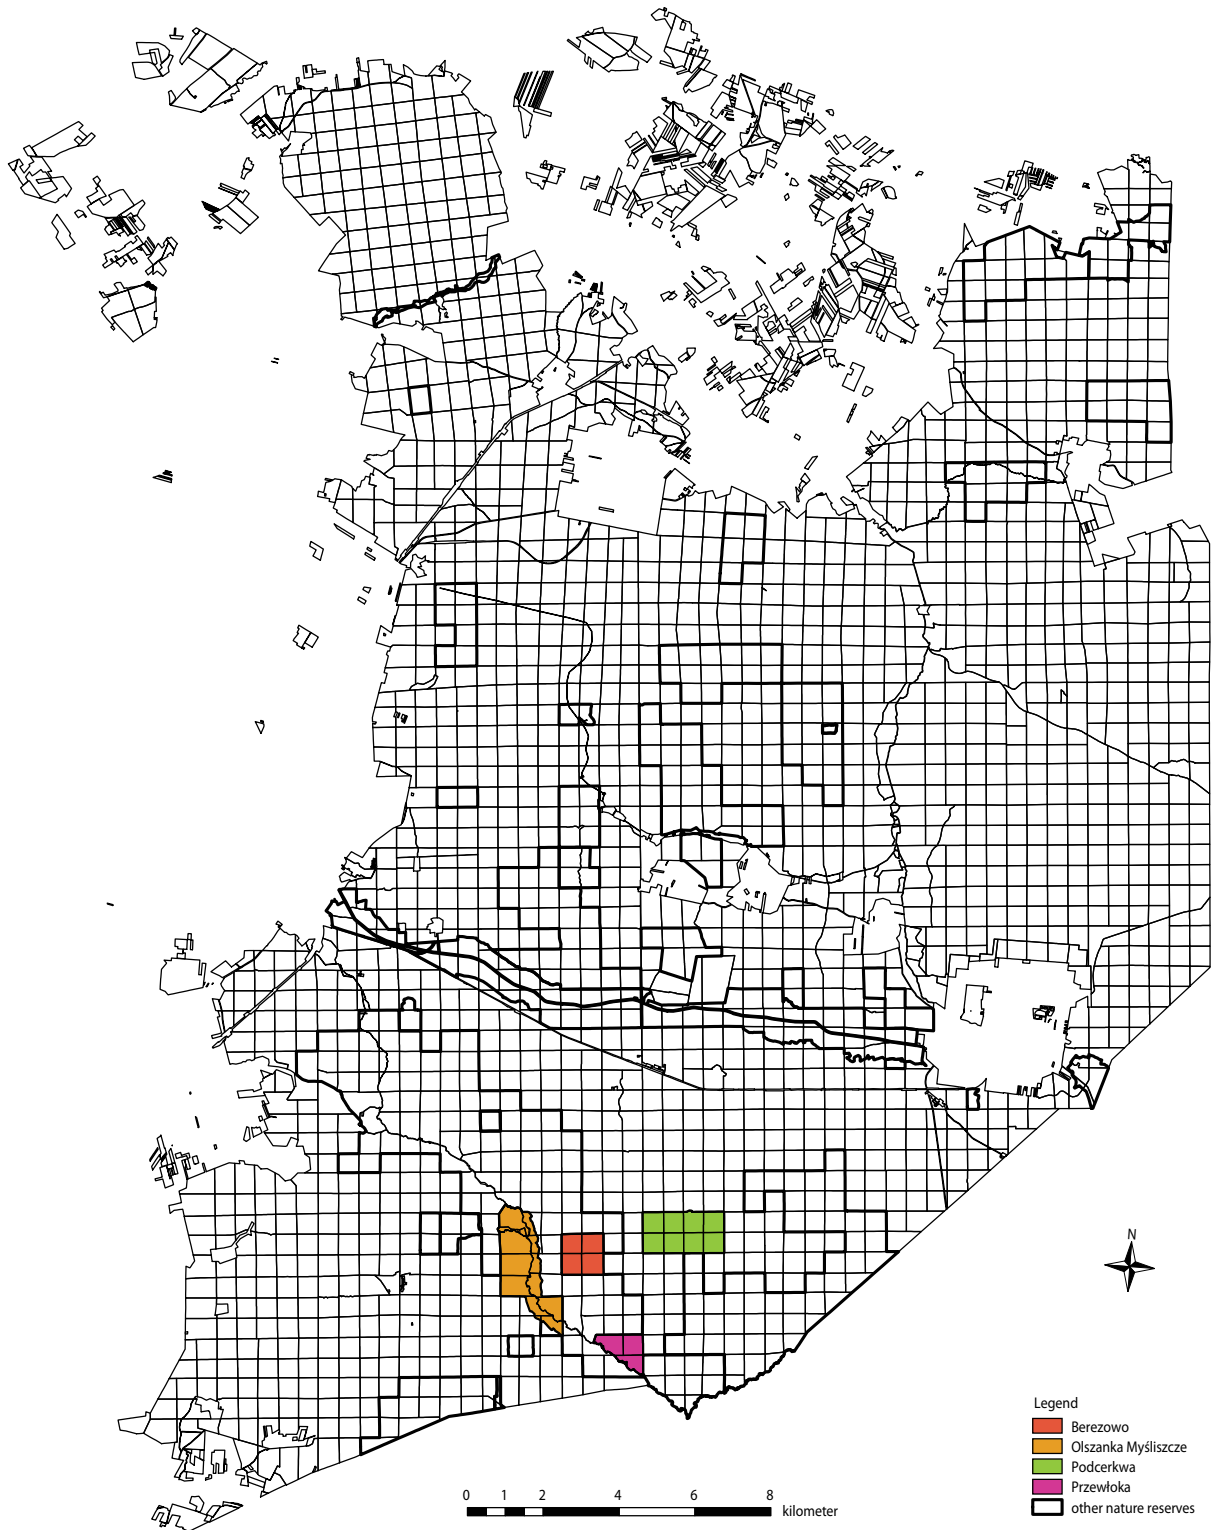 N
Legend
Berezowo
Olszanka Myśliszcze
Podcerkwa
Przewłoka
other nature reserves
0 1 2 4 6 8
kilometer